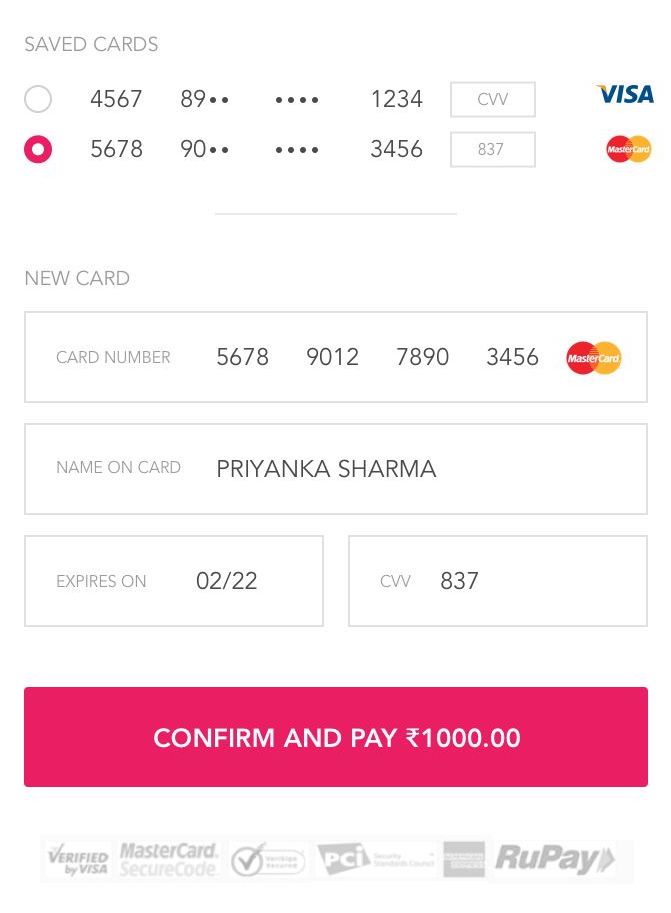 SAVED CARDS
4567 89•• •••• 1234 CVV VISA
5678 90•• •••• 3456 837 MasterCard
NEW CARD
CARD NUMBER 5678 9012 7890 3456 MasterCard
NAME ON CARD PRIYANKA SHARMA
EXPIRES ON 02/22 CVV 837
CONFIRM AND PAY ₹1000.00
VERIFIED by VISA MasterCard. SecureCode. VeriSign Secured PCI Security Standards Council AMERICAN EXPRESS RuPay